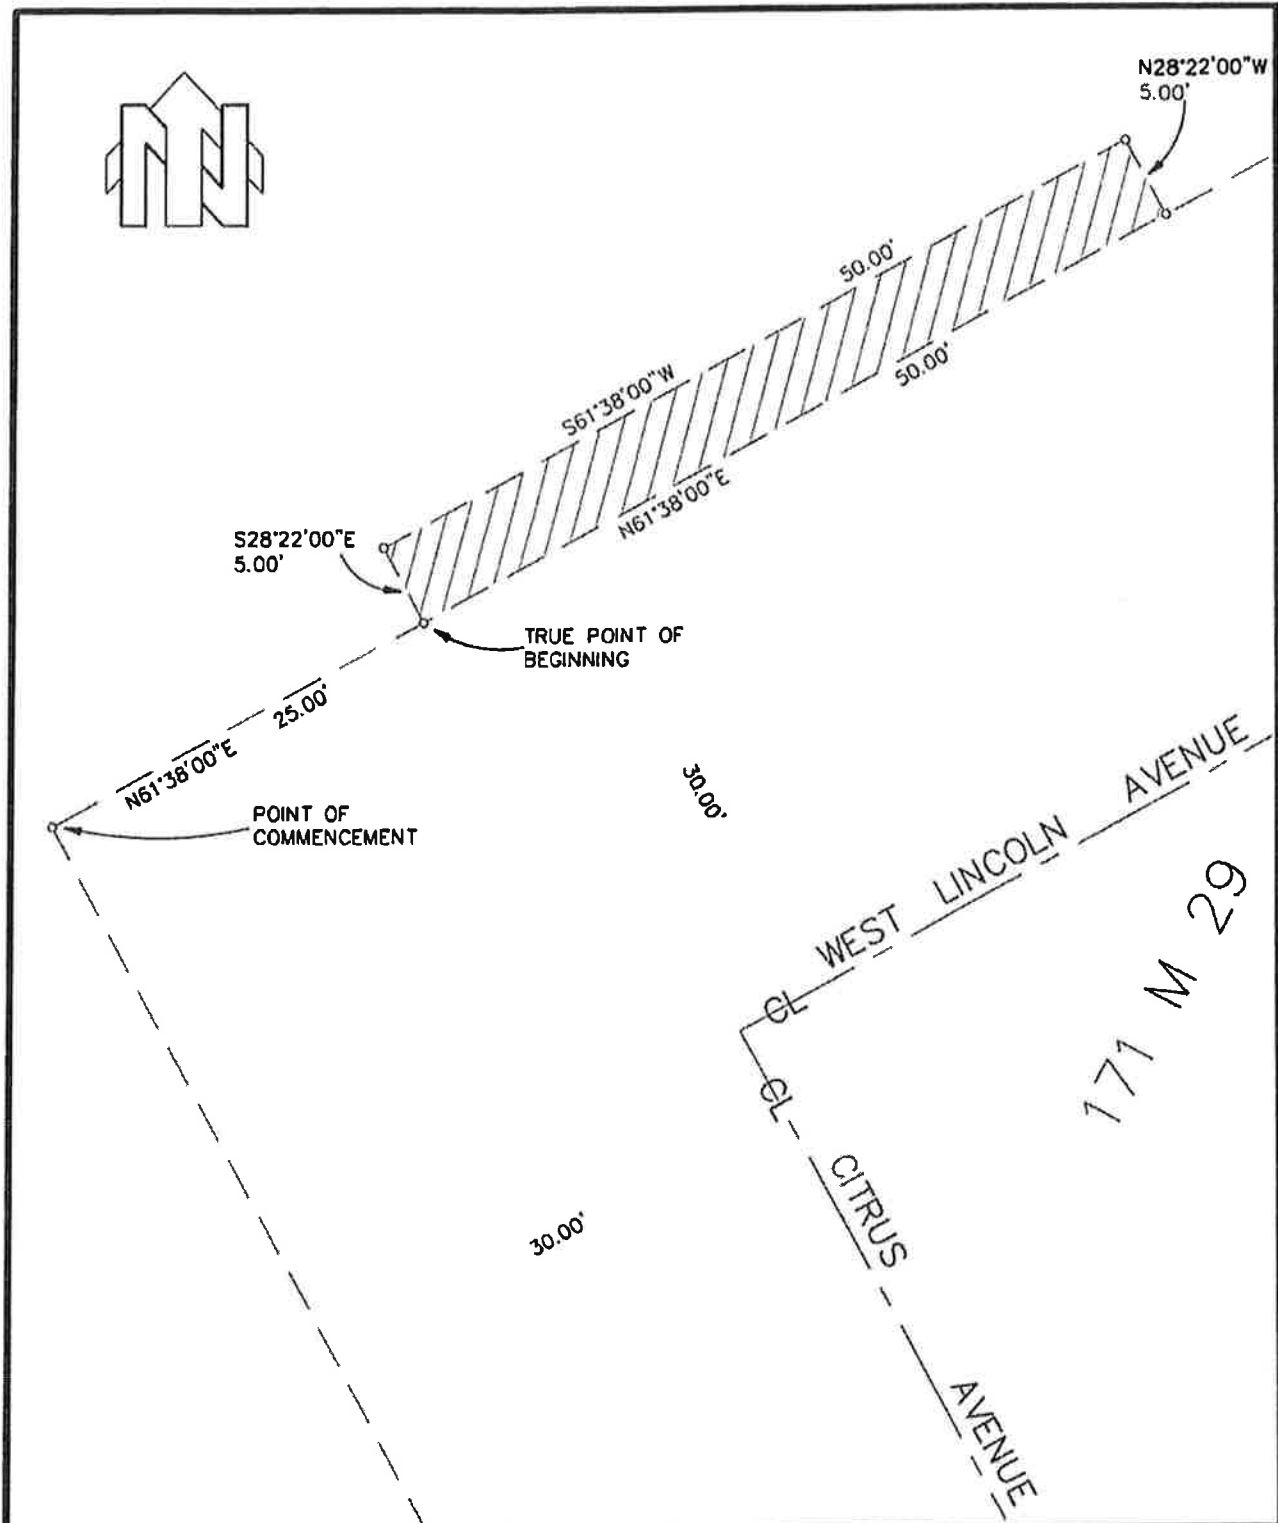 N28°22'00"W
5.00'
50.00'
S61°38'00"W
50.00'
N61°38'00"E
S28°22'00"E
5.00'
TRUE POINT OF
BEGINNING
25.00'
N61°38'00"E
POINT OF
COMMENCEMENT
30.00'
CL WEST LINCOLN AVENUE
171 M 29
CL CITRUS AVENUE
30.00'